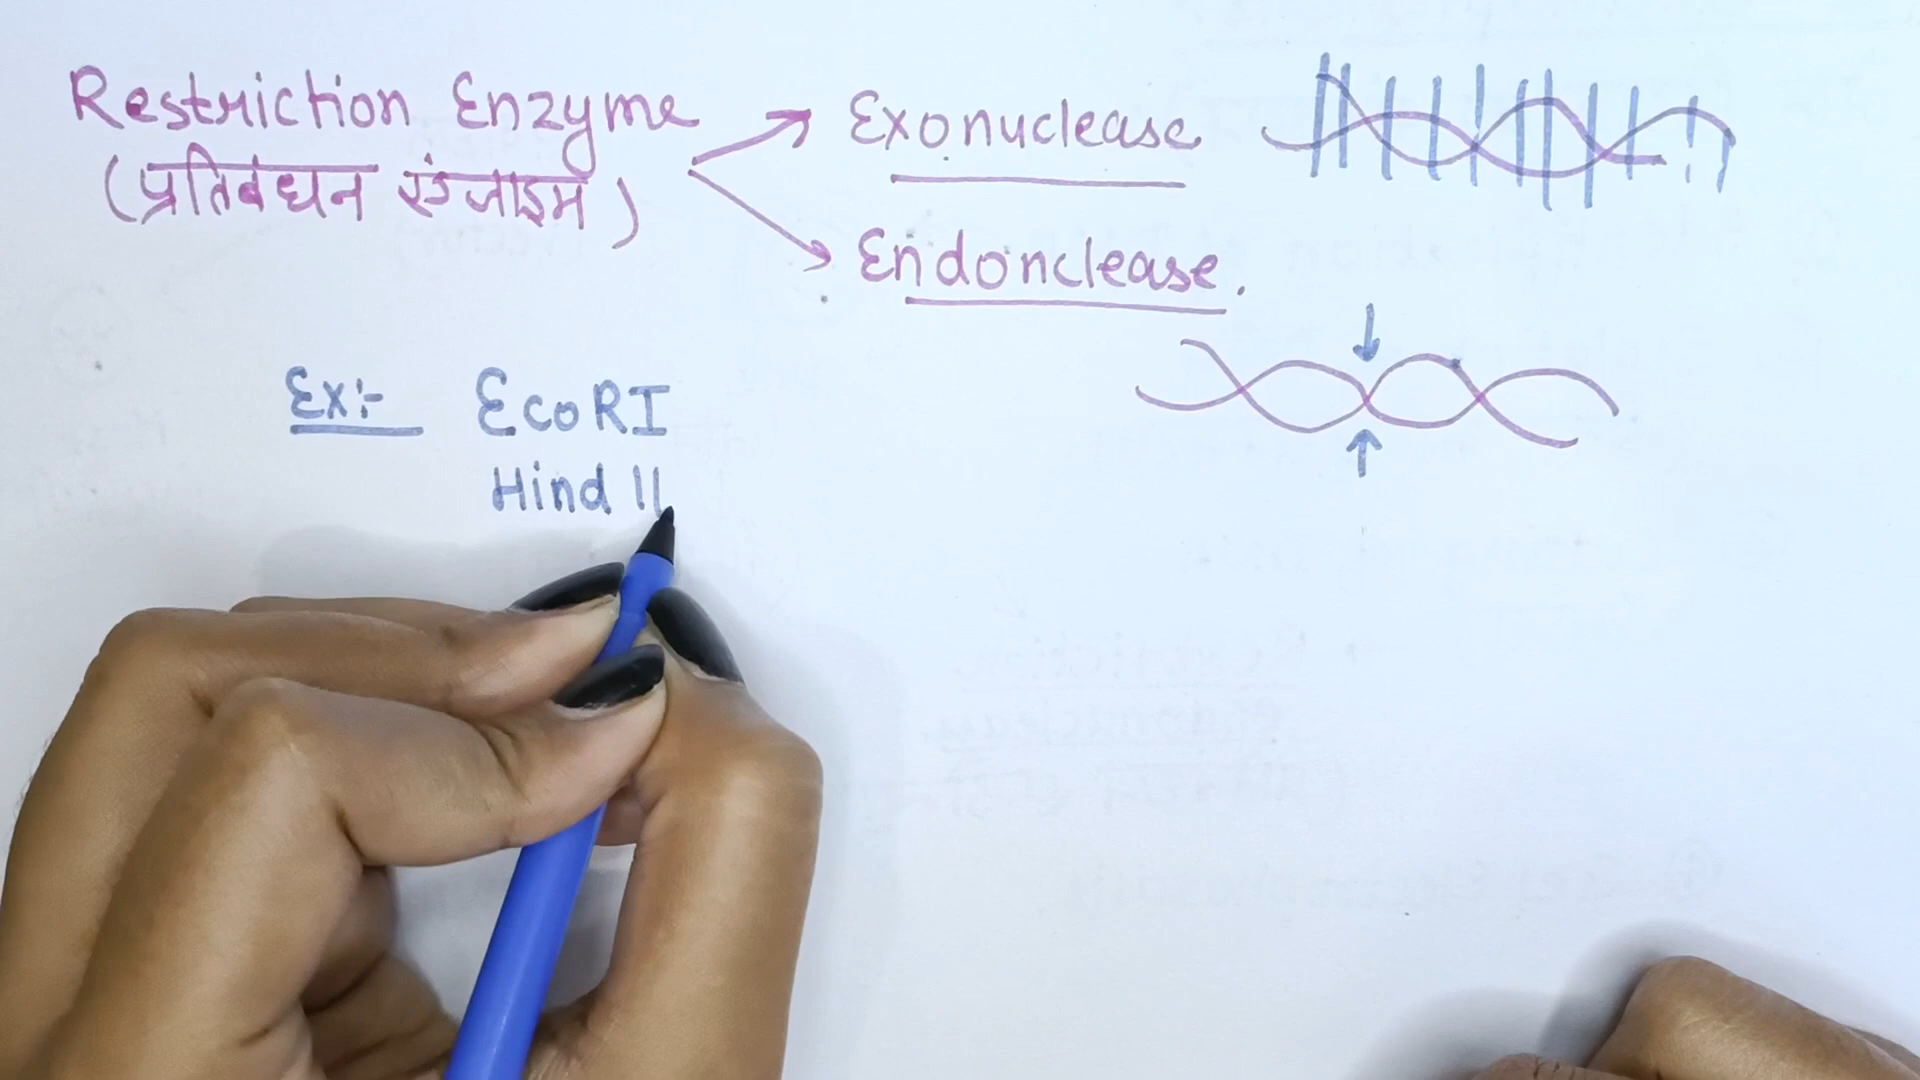 Restriction Enzyme
(प्रतिबंधन एंजाइम)
Exonuclease
Endonclease.
Ex:-
EcoRI
Hind II